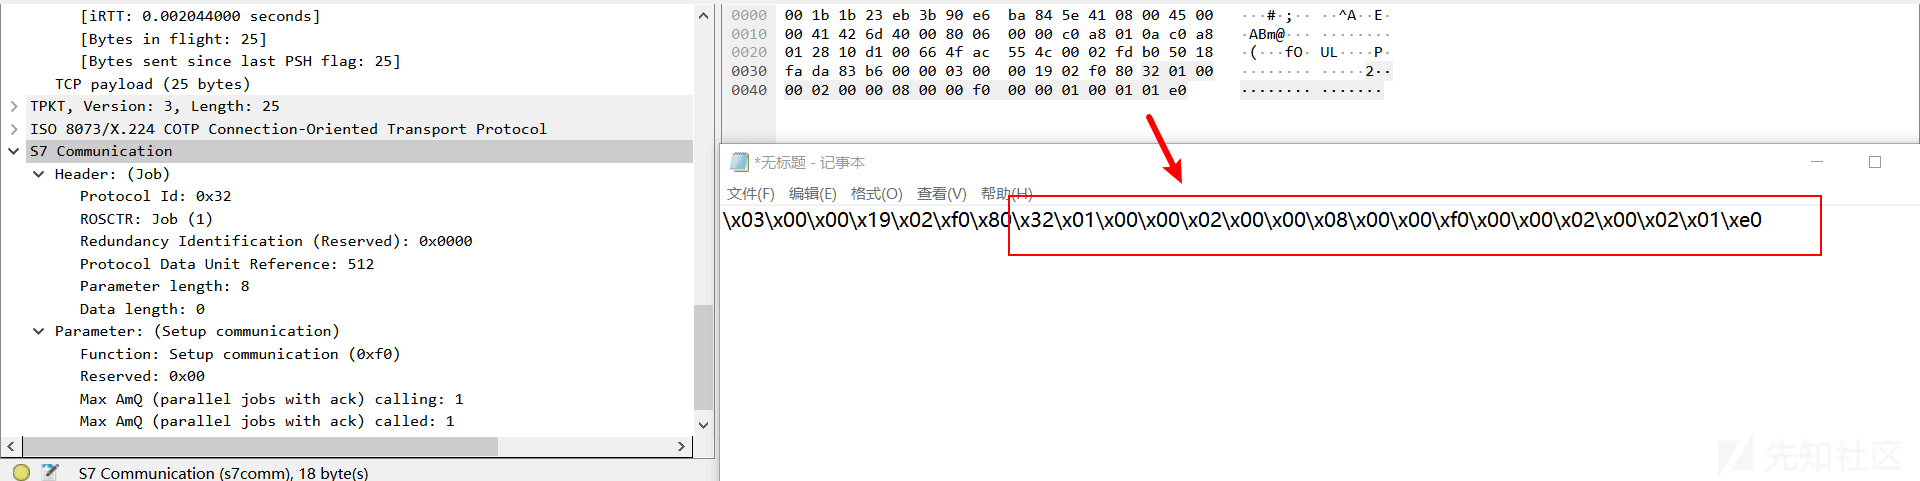 [iRTT: 0.002044000 seconds]
[Bytes in flight: 25]
[Bytes sent since last PSH flag: 25]
TCP payload (25 bytes)
TPKT, Version: 3, Length: 25
ISO 8073/X.224 COTP Connection-Oriented Transport Protocol
S7 Communication
Header: (Job)
Protocol Id: 0x32
ROSCTR: Job (1)
Redundancy Identification (Reserved): 0x0000
Protocol Data Unit Reference: 512
Parameter length: 8
Data length: 0
Parameter: (Setup communication)
Function: Setup communication (0xf0)
Reserved: 0x00
Max AmQ (parallel jobs with ack) calling: 1
Max AmQ (parallel jobs with ack) called: 1
S7 Communication (s7comm), 18 byte(s)
0000 00 1b 1b 23 eb 3b 90 e6 ba 84 5e 41 08 00 45 00 ···#·;·· ··^A··E·
0010 00 41 42 6d 40 00 80 06 00 00 c0 a8 01 0a c0 a8 ·ABm@··· ········
0020 01 28 10 d1 00 66 4f ac 55 4c 00 02 fd b0 50 18 ·(···fO· UL····P·
0030 fa da 83 b6 00 00 03 00 00 19 02 f0 80 32 01 00 ········ ·····2··
0040 00 02 00 00 08 00 00 f0 00 00 01 00 01 01 e0 ········ ·······
*无标题 - 记事本
文件(F) 编辑(E) 格式(O) 查看(V) 帮助(H)
\x03\x00\x00\x19\x02\xf0\x80\x32\x01\x00\x00\x02\x00\x00\x08\x00\x00\xf0\x00\x00\x02\x00\x02\x01\xe0
先知社区